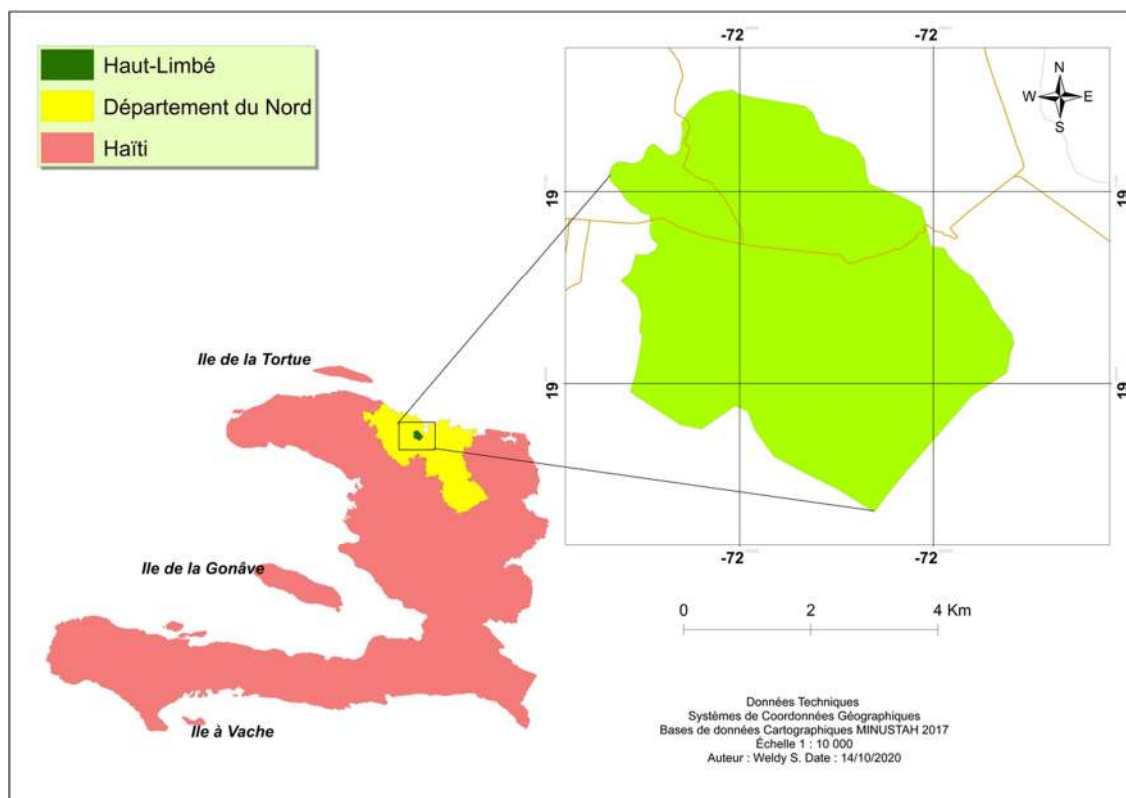 Haut-Limbé
Département du Nord
Haïti
-72
-72
N
W
E
S
19
19
19
19
-72
-72
Ile de la Tortue
Ile de la Gonâve
Ile à Vache
0 2 4 Km
Données Techniques
Systèmes de Coordonnées Géographiques
Bases de données Cartographiques MINUSTAH 2017
Échelle 1 : 10 000
Auteur : Weldy S. Date : 14/10/2020